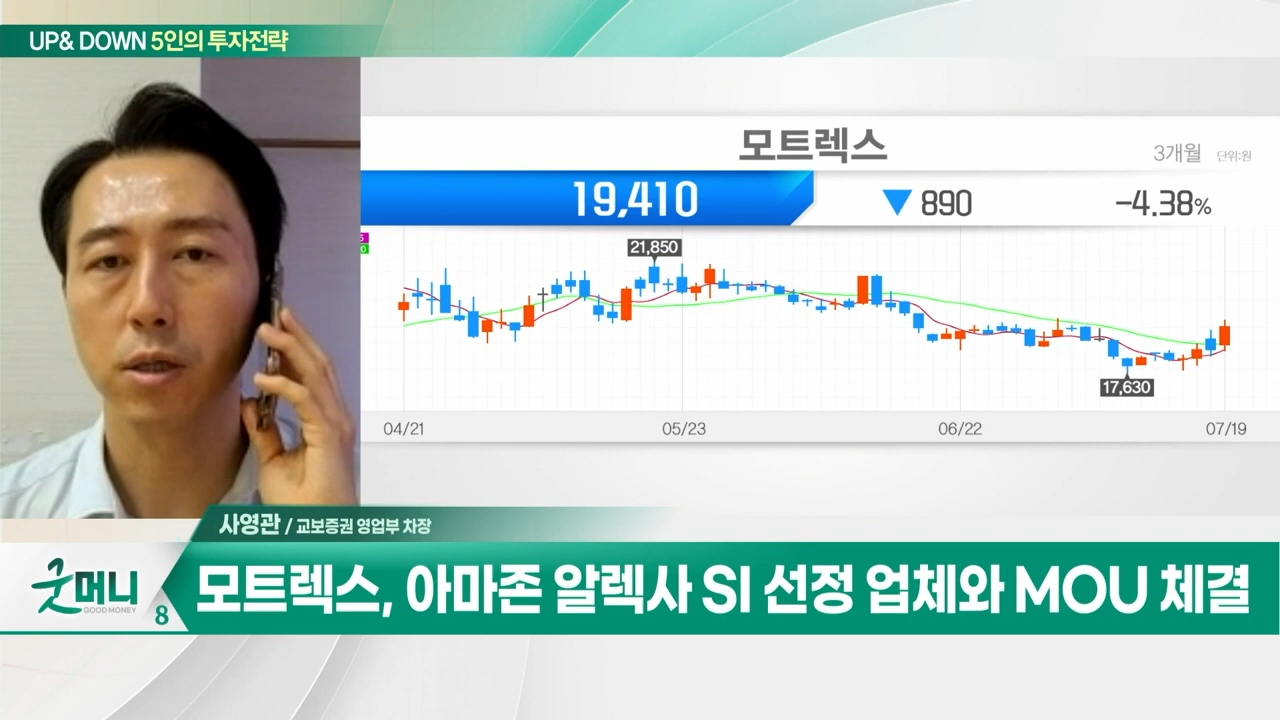 UP& DOWN 5인의 투자전략
모트렉스
3개월 단위:원
19,410 ▼ 890 -4.38%
21,850
17,630
04/21 05/23 06/22 07/19
사영관 / 교보증권 영업부 차장
굿머니
GOOD MONEY
8
모트렉스, 아마존 알렉사 SI 선정 업체와 MOU 체결